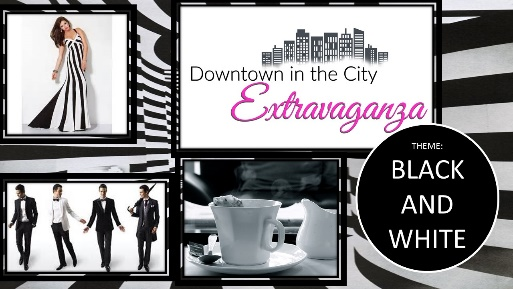 Downtown in the City
Extravaganza
THEME:
BLACK
AND
WHITE